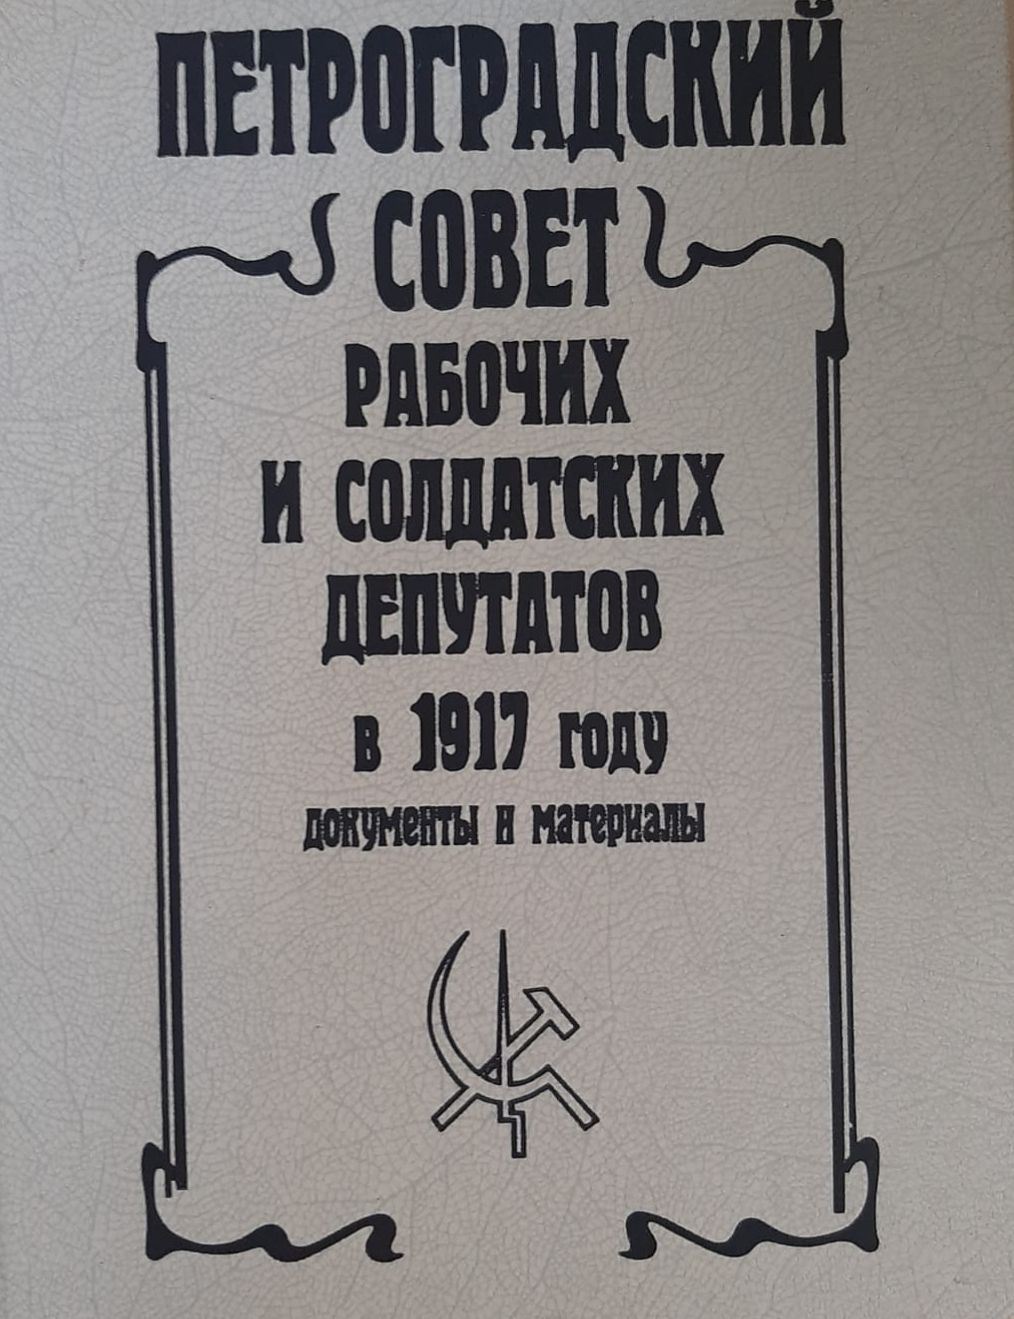 ПЕТРОГРАДСКИЙ
СОВЕТ
РАБОЧИХ
И СОЛДАТСКИХ
ДЕПУТАТОВ
в 1917 году
документы и материалы